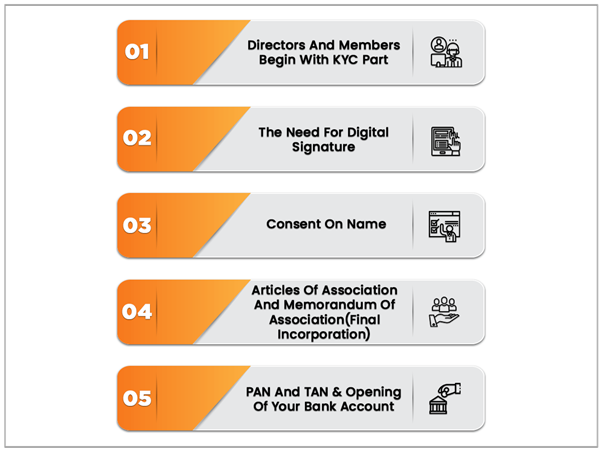 01
Directors And Members
Begin With KYC Part
02
The Need For Digital
Signature
03
Consent On Name
04
Articles Of Association
And Memorandum Of
Association(Final
Incorporation)
05
PAN And TAN & Opening
Of Your Bank Account